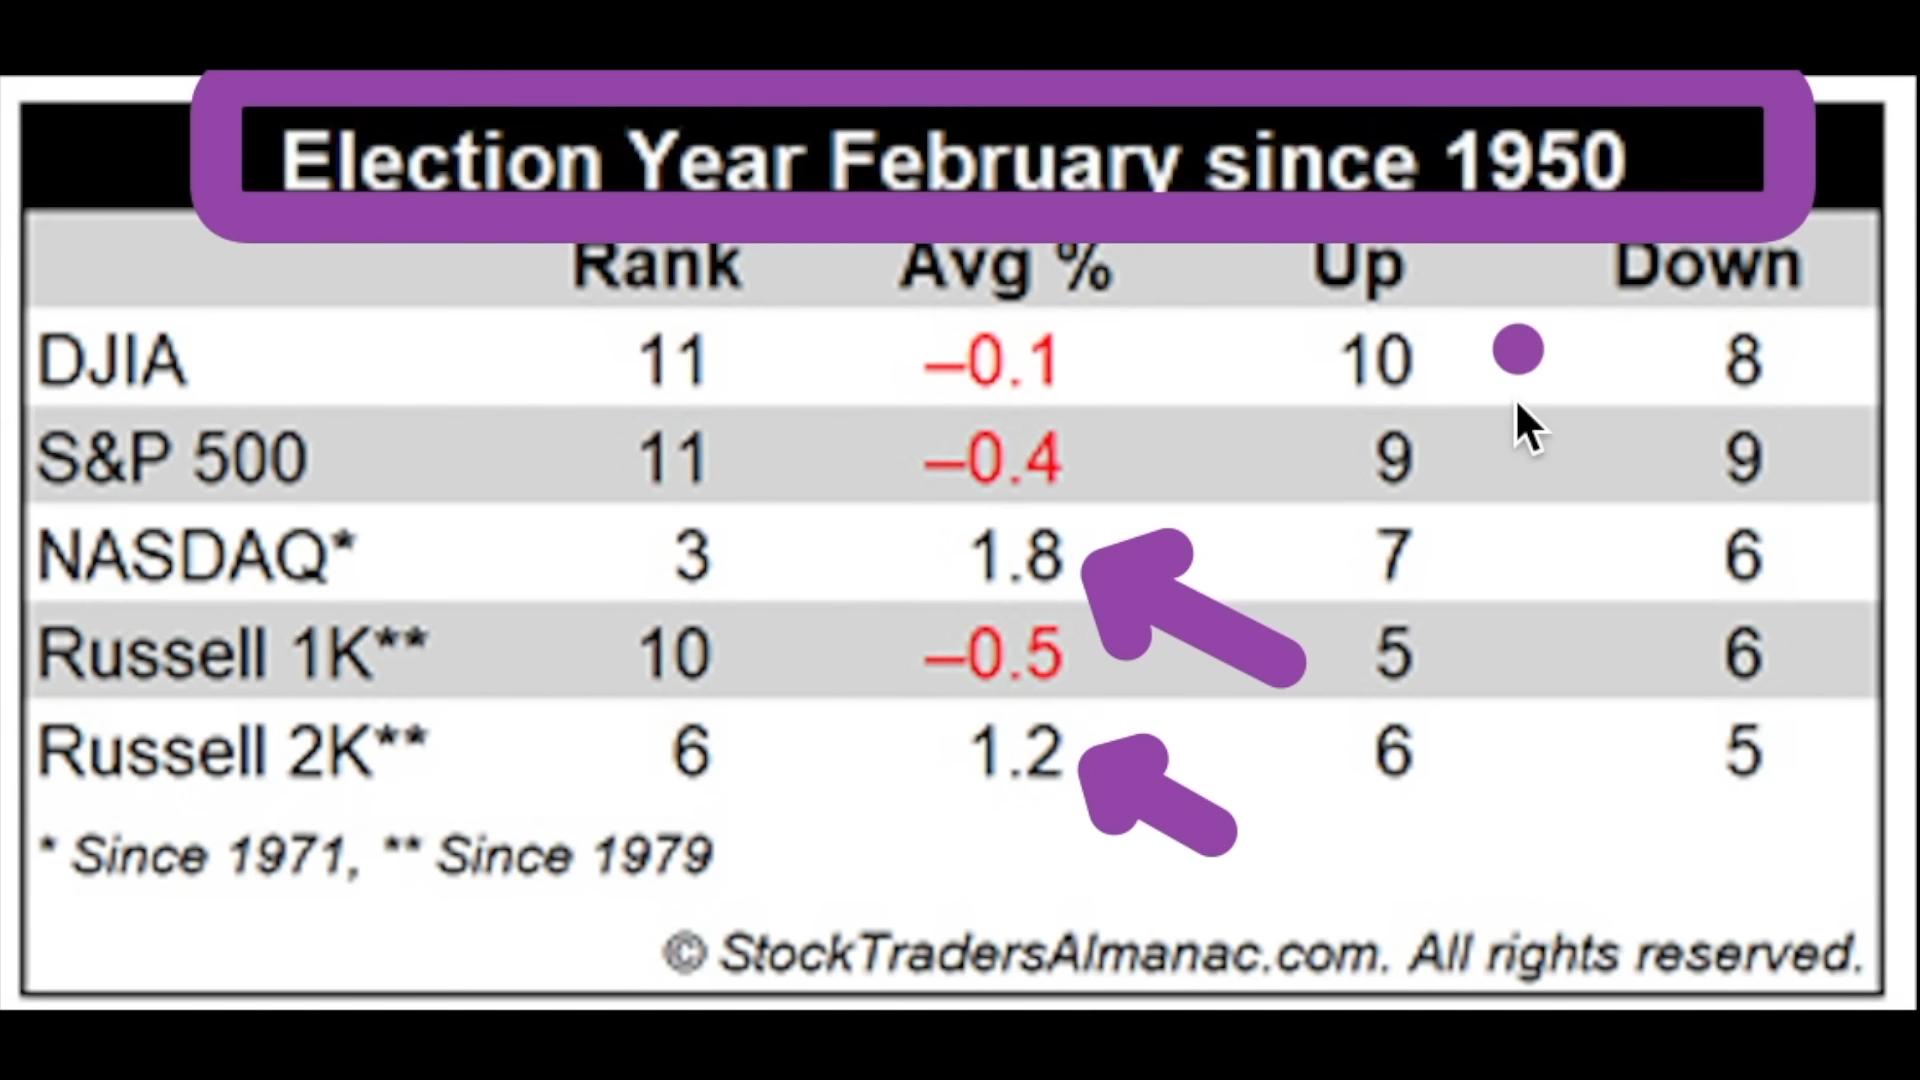 Election Year February since 1950
Rank Avg % Up Down
DJIA 11 –0.1 10 8
S&P 500 11 –0.4 9 9
NASDAQ* 3 1.8 7 6
Russell 1K** 10 –0.5 5 6
Russell 2K** 6 1.2 6 5
* Since 1971, ** Since 1979
© StockTradersAlmanac.com. All rights reserved.